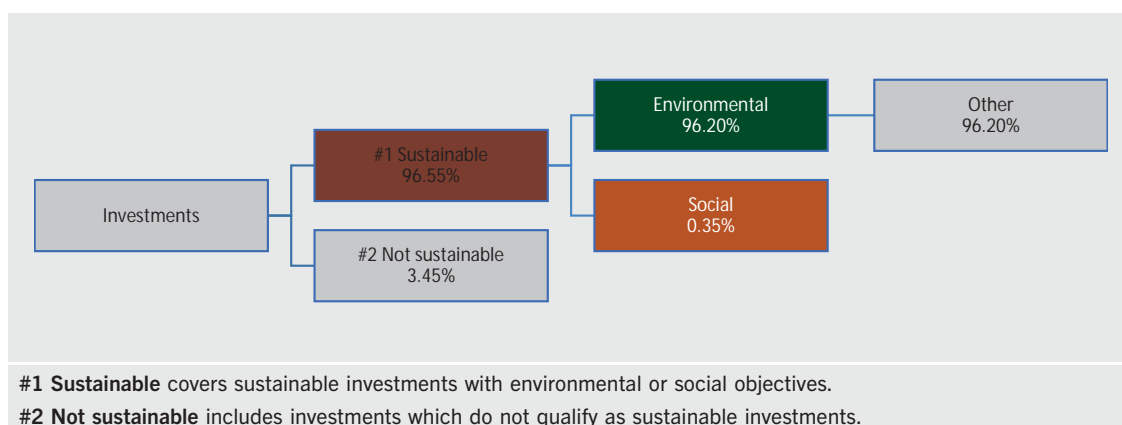 Environmental
96.20%
Other
96.20%
#1 Sustainable
96.55%
Investments
Social
0.35%
#2 Not sustainable
3.45%
#1 Sustainable covers sustainable investments with environmental or social objectives.
#2 Not sustainable includes investments which do not qualify as sustainable investments.